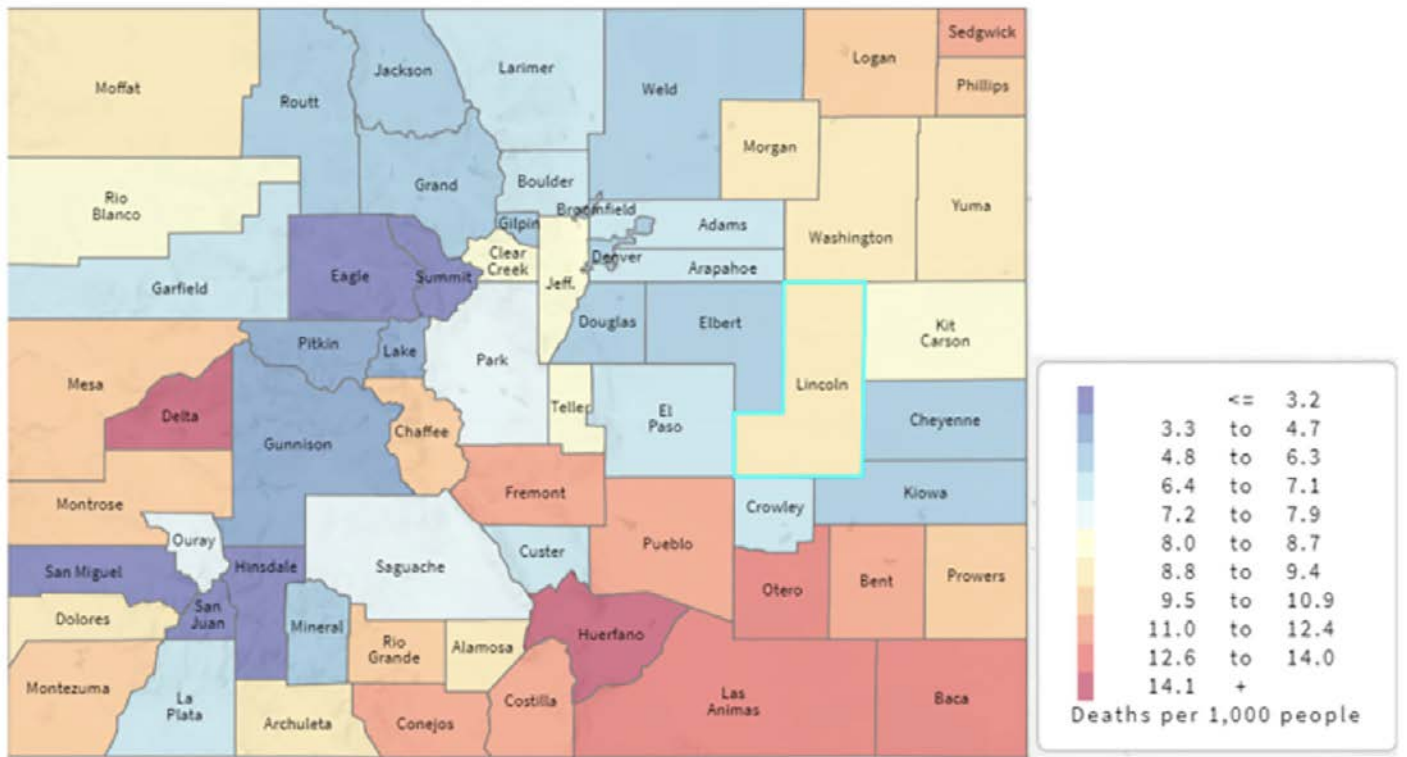 Sedgwick
Logan
Larimer
Jackson
Moffat
Phillips
Weld
Routt
Morgan
Boulder
Grand
Rio
Blanco
Yuma
Broomfield
Gilpin
Adams
Washington
Clear
Creek
Denver
Arapahoe
Eagle
Summit
Jeff.
Garfield
Douglas
Elbert
Kit
Carson
Pitkin
Lake
Park
Mesa
Lincoln
Teller
El
Paso
Delta
Cheyenne
Chaffee
Gunnison
Fremont
Kiowa
Montrose
Crowley
Ouray
Pueblo
Custer
San Miguel
Hinsdale
Saguache
Otero
Bent
Prowers
San
Juan
Dolores
Mineral
Huerfano
Rio
Grande
Alamosa
Montezuma
La
Plata
Las
Animas
Costilla
Baca
Archuleta
Conejos
<= 3.2
3.3 to 4.7
4.8 to 6.3
6.4 to 7.1
7.2 to 7.9
8.0 to 8.7
8.8 to 9.4
9.5 to 10.9
11.0 to 12.4
12.6 to 14.0
14.1 +
Deaths per 1,000 people